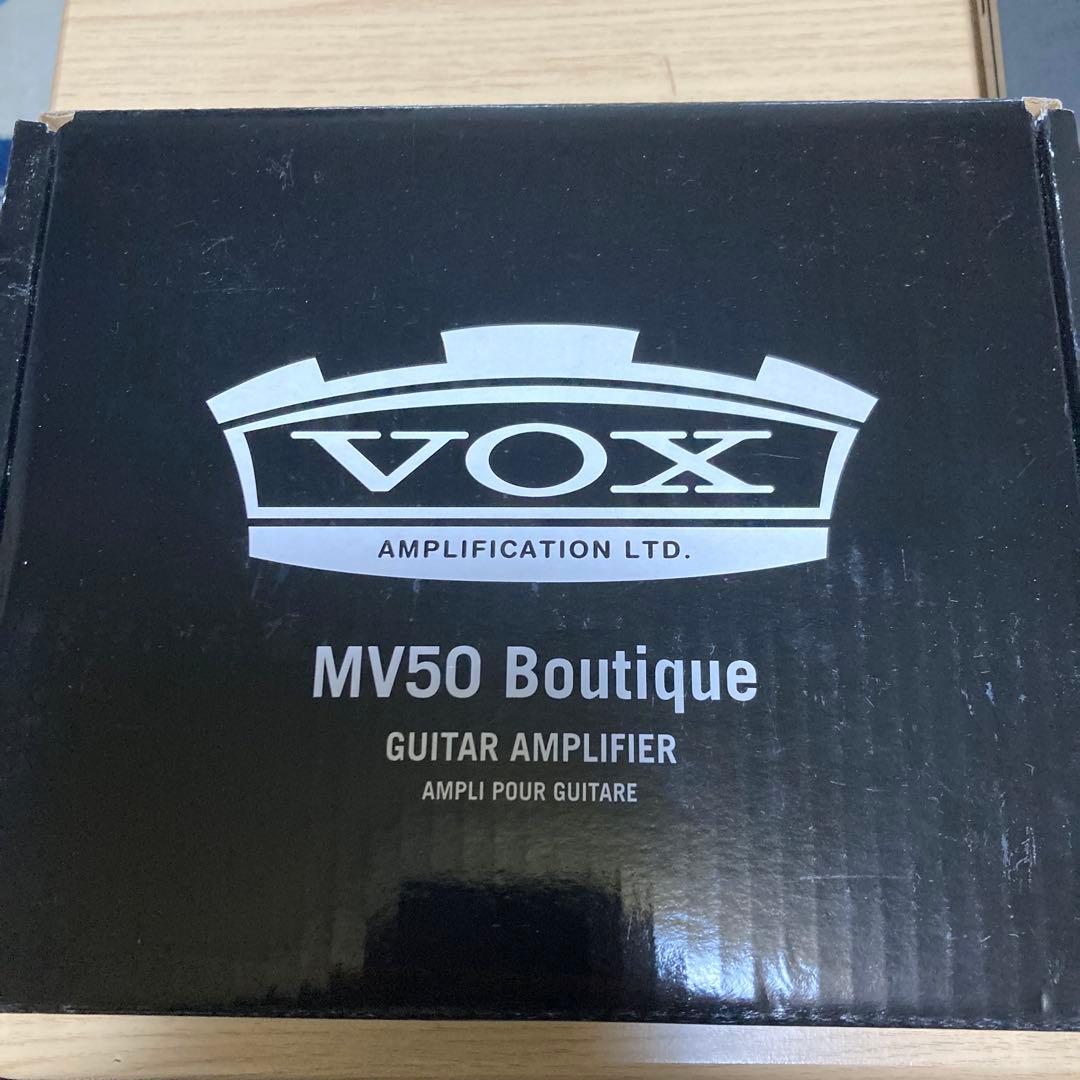 VOX
AMPLIFICATION LTD.
MV50 Boutique
GUITAR AMPLIFIER
AMPLI POUR GUITARE